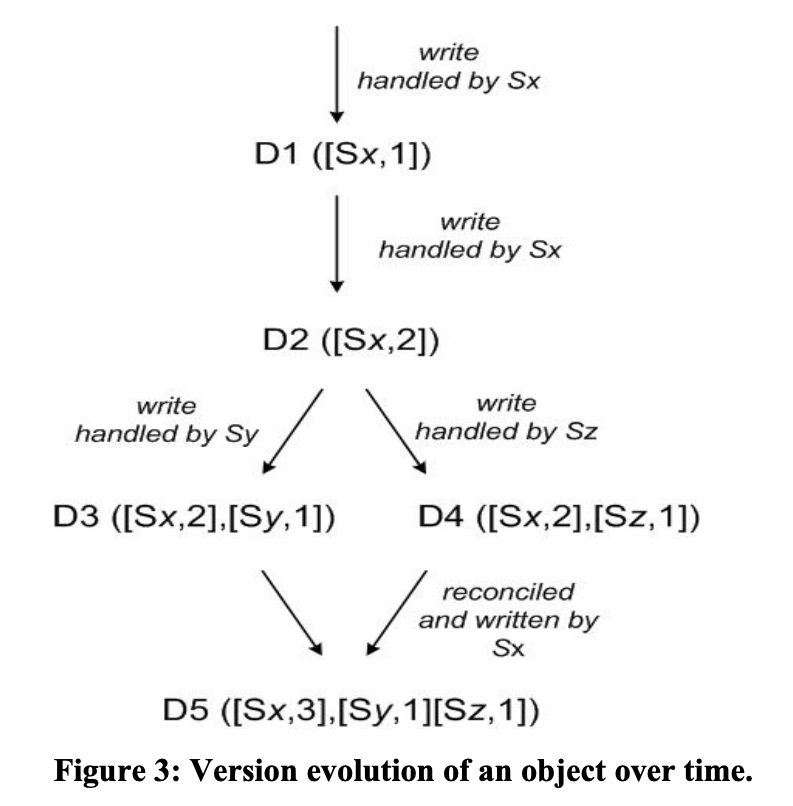 write
handled by Sx
D1 ([Sx,1])
write
handled by Sx
D2 ([Sx,2])
write
handled by Sy
write
handled by Sz
D3 ([Sx,2],[Sy,1])
D4 ([Sx,2],[Sz,1])
reconciled
and written by
Sx
D5 ([Sx,3],[Sy,1][Sz,1])
Figure 3: Version evolution of an object over time.